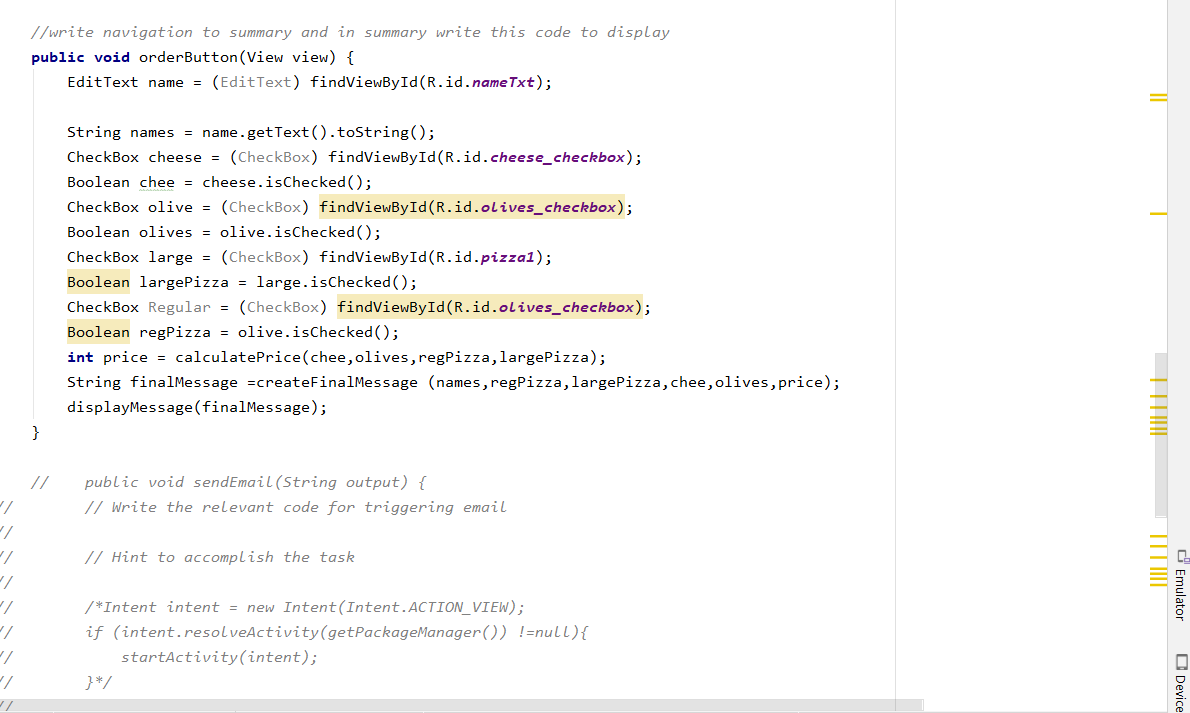 //write navigation to summary and in summary write this code to display
public void orderButton(View view) {
EditText name = (EditText) findViewById(R.id.nameTxt);
String names = name.getText().toString();
CheckBox cheese = (CheckBox) findViewById(R.id.cheese_checkbox);
Boolean chee = cheese.isChecked();
CheckBox olive = (CheckBox) findViewById(R.id.olives_checkbox);
Boolean olives = olive.isChecked();
CheckBox large = (CheckBox) findViewById(R.id.pizza1);
Boolean largePizza = large.isChecked();
CheckBox Regular = (CheckBox) findViewById(R.id.olives_checkbox);
Boolean regPizza = olive.isChecked();
int price = calculatePrice(chee,olives,regPizza,largePizza);
String finalMessage =createFinalMessage (names,regPizza,largePizza,chee,olives,price);
displayMessage(finalMessage);
}
// public void sendEmail(String output) {
// // Write the relevant code for triggering email
//
// // Hint to accomplish the task
//
// /*Intent intent = new Intent(Intent.ACTION_VIEW);
// if (intent.resolveActivity(getPackageManager()) !=null){
// startActivity(intent);
// }*/
//
Emulator
Device